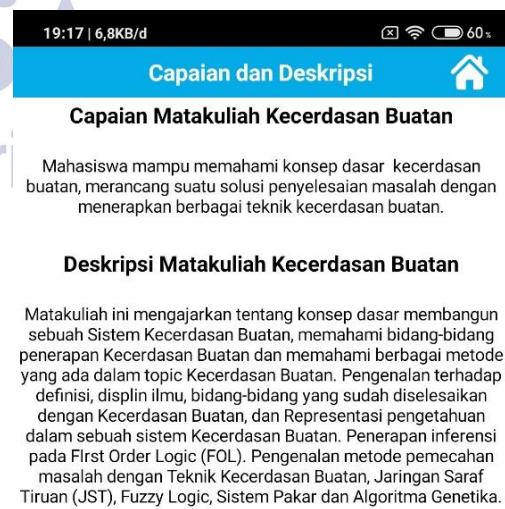 19:17 | 6,8KB/d 60%
Capaian dan Deskripsi
Capaian Matakuliah Kecerdasan Buatan
Mahasiswa mampu memahami konsep dasar kecerdasan
buatan, merancang suatu solusi penyelesaian masalah dengan
menerapkan berbagai teknik kecerdasan buatan.
Deskripsi Matakuliah Kecerdasan Buatan
Matakuliah ini mengajarkan tentang konsep dasar membangun
sebuah Sistem Kecerdasan Buatan, memahami bidang-bidang
penerapan Kecerdasan Buatan dan memahami berbagai metode
yang ada dalam topic Kecerdasan Buatan. Pengenalan terhadap
definisi, displin ilmu, bidang-bidang yang sudah diselesaikan
dengan Kecerdasan Buatan, dan Representasi pengetahuan
dalam sebuah sistem Kecerdasan Buatan. Penerapan inferensi
pada FIrst Order Logic (FOL). Pengenalan metode pemecahan
masalah dengan Teknik Kecerdasan Buatan, Jaringan Saraf
Tiruan (JST), Fuzzy Logic, Sistem Pakar dan Algoritma Genetika.